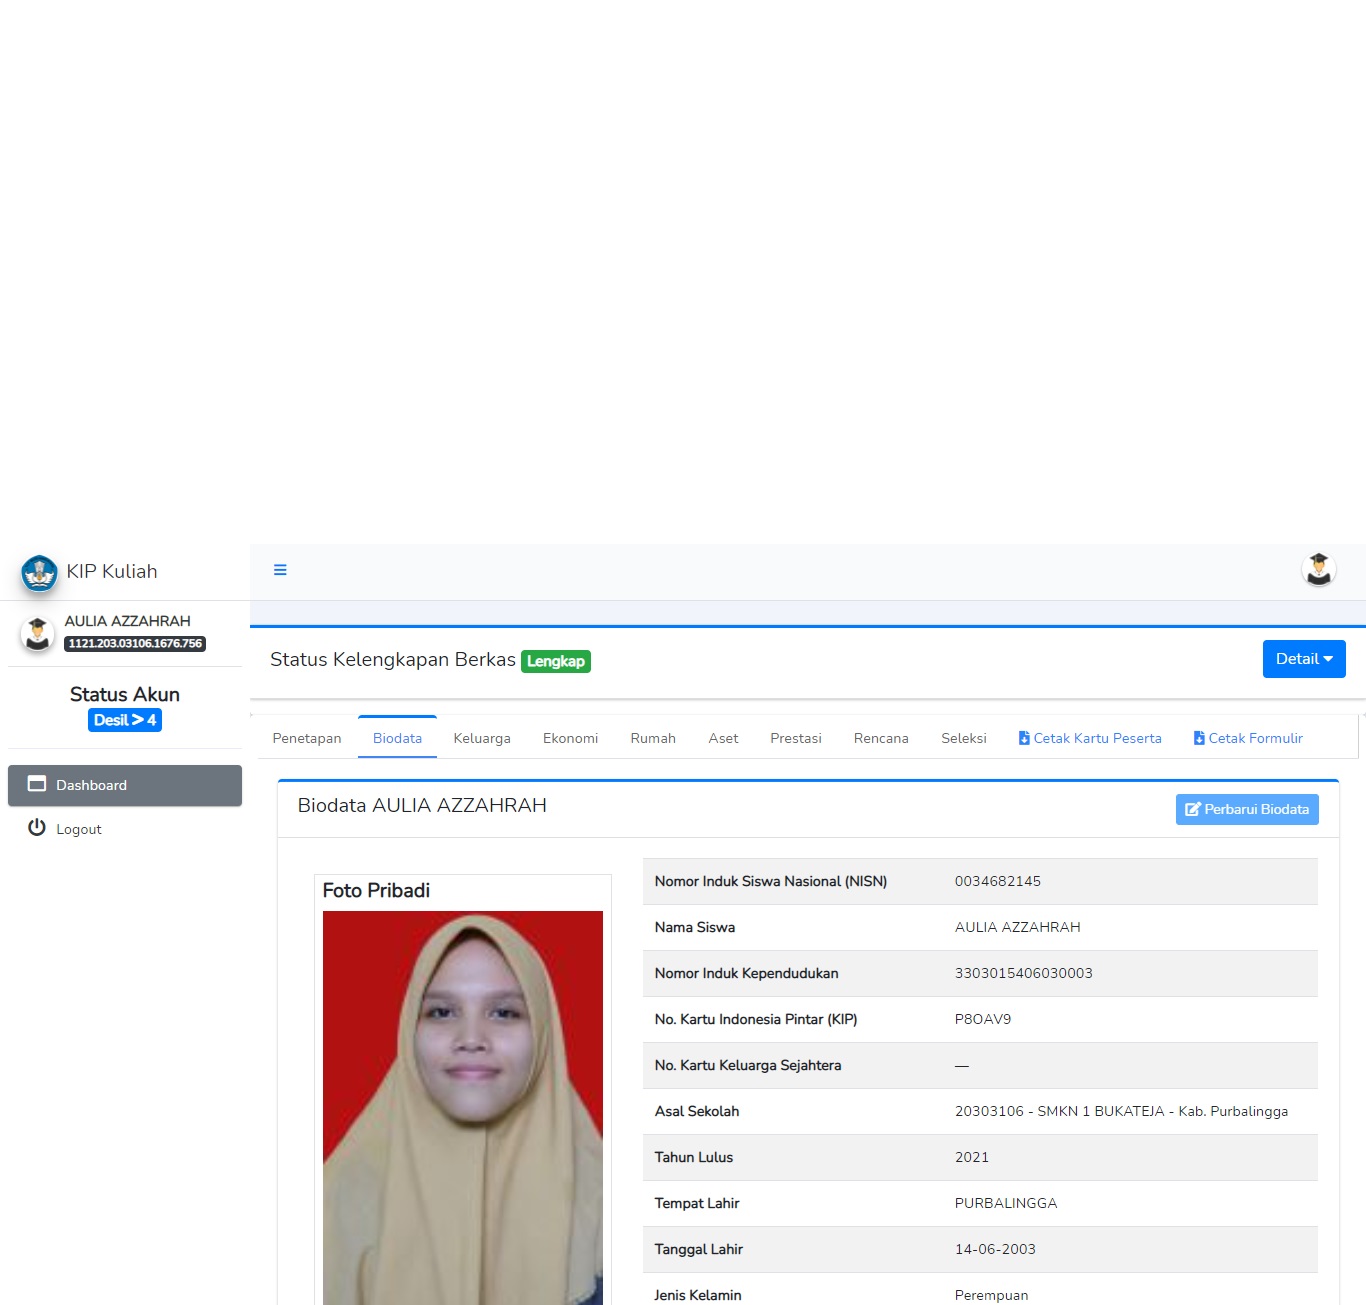 KIP Kuliah
AULIA AZZAHRAH
1121.203.03106.1676.756
Status Akun
Desil > 4
Dashboard
Logout
Status Kelengkapan Berkas Lengkap
Detail
Penetapan Biodata Keluarga Ekonomi Rumah Aset Prestasi Rencana Seleksi Cetak Kartu Peserta Cetak Formulir
Biodata AULIA AZZAHRAH
Perbarui Biodata
Foto Pribadi
Nomor Induk Siswa Nasional (NISN) 0034682145
Nama Siswa AULIA AZZAHRAH
Nomor Induk Kependudukan 3303015406030003
No. Kartu Indonesia Pintar (KIP) P8OAV9
No. Kartu Keluarga Sejahtera —
Asal Sekolah 20303106 - SMKN 1 BUKATEJA - Kab. Purbalingga
Tahun Lulus 2021
Tempat Lahir PURBALINGGA
Tanggal Lahir 14-06-2003
Jenis Kelamin Perempuan